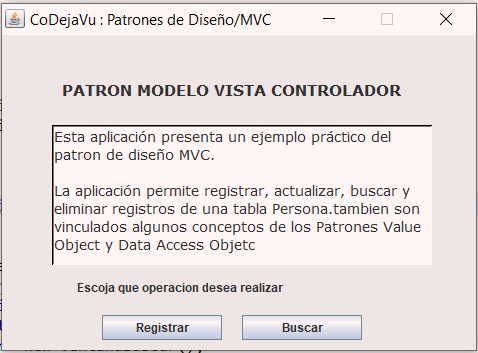 CoDejaVu : Patrones de Diseño/MVC
PATRON MODELO VISTA CONTROLADOR
Esta aplicación presenta un ejemplo práctico del
patron de diseño MVC.
La aplicación permite registrar, actualizar, buscar y
eliminar registros de una tabla Persona.tambien son
vinculados algunos conceptos de los Patrones Value
Object y Data Access Objetc
Escoja que operacion desea realizar
Registrar
Buscar